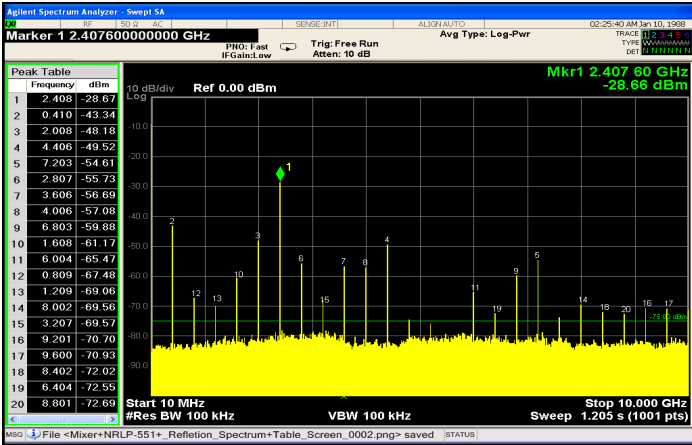 Agilent Spectrum Analyzer - Swept SA
RF 50 Ω AC SENSE:INT ALIGN AUTO 02:25:40 AM Jan 10, 1988
Marker 1 2.407600000000 GHz
PNO: Fast
IFGain:Low
Trig: Free Run
Atten: 10 dB
Avg Type: Log-Pwr
TRACE 1 2 3 4 5 6
TYPE
DET N N N N N N
Peak Table
Frequency dBm
1 2.408 -28.67
2 0.410 -43.34
3 2.008 -48.18
4 4.406 -49.52
5 7.203 -54.61
6 2.807 -55.73
7 3.606 -56.69
8 4.006 -57.08
9 6.803 -59.88
10 1.608 -61.17
11 6.004 -65.47
12 0.809 -67.48
13 1.209 -69.06
14 8.002 -69.56
15 3.207 -69.57
16 9.201 -70.70
17 9.600 -70.93
18 8.402 -72.02
19 6.404 -72.55
20 8.801 -72.69
Mkr1 2.407 60 GHz
-28.66 dBm
10 dB/div Ref 0.00 dBm
Log
-10.0
-20.0
-30.0
-40.0
-50.0
-60.0
-70.0
-80.0
-90.0
1
2
3
4
5
6
7
8
9
10
11
12
13
14
15
16
17
18
19
20
-75.00 dBm
Start 10 MHz Stop 10.000 GHz
#Res BW 100 kHz VBW 100 kHz Sweep 1.205 s (1001 pts)
MSG File <Mixer+NRLP-551+_Refletion_Spectrum+Table_Screen_0002.png> saved STATUS